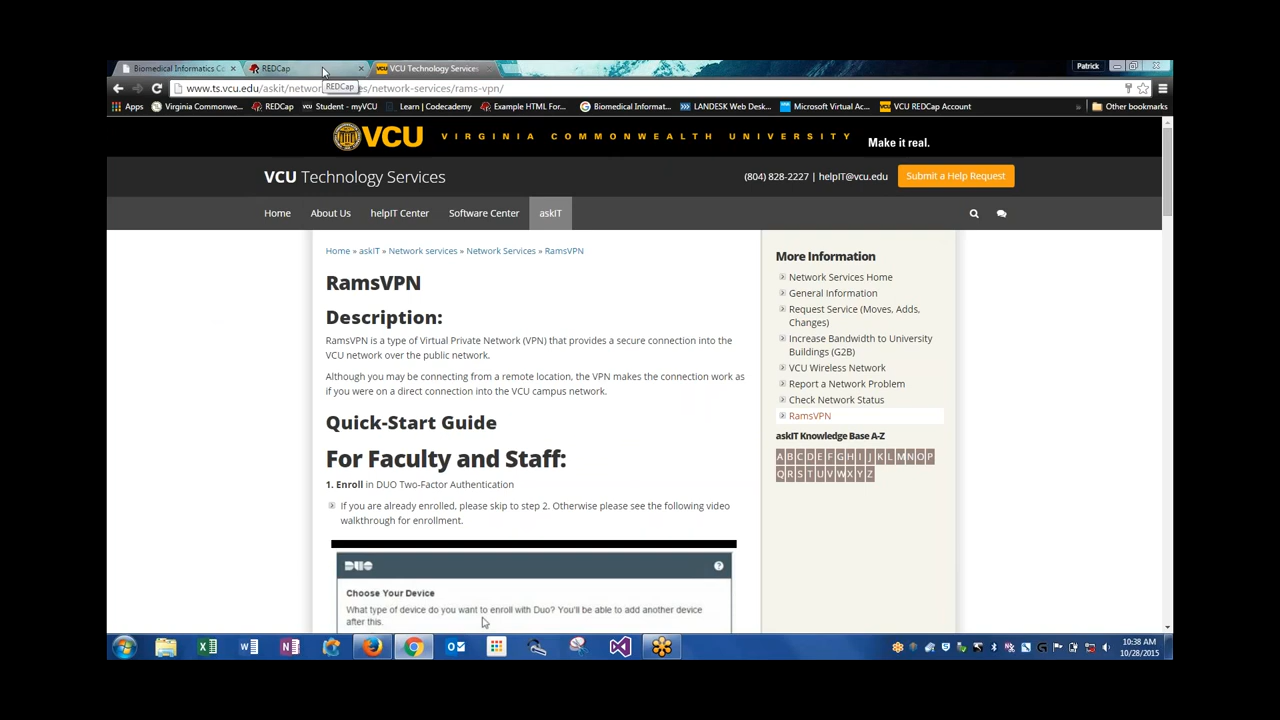 Biomedical Informatics Ce
REDCap
VCU Technology Services
Patrick
REDCap
www.ts.vcu.edu/askit/networ es/network-services/rams-vpn/
Apps
Virginia Commonwe...
REDCap
Student - myVCU
Learn | Codecademy
Example HTML For...
Biomedical Informat...
LANDESK Web Desk...
Microsoft Virtual Ac...
VCU REDCap Account
»
Other bookmarks
VCU VIRGINIA COMMONWEALTH UNIVERSITY
Make it real.
VCU Technology Services
(804) 828-2227 | helpIT@vcu.edu
Submit a Help Request
Home
About Us
helpIT Center
Software Center
askIT
Home » askIT » Network services » Network Services » RamsVPN
RamsVPN
Description:
RamsVPN is a type of Virtual Private Network (VPN) that provides a secure connection into the
VCU network over the public network.
Although you may be connecting from a remote location, the VPN makes the connection work as
if you were on a direct connection into the VCU campus network.
Quick-Start Guide
For Faculty and Staff:
1. Enroll in DUO Two-Factor Authentication
If you are already enrolled, please skip to step 2. Otherwise please see the following video
walkthrough for enrollment.
DUO
?
Choose Your Device
What type of device do you want to enroll with Duo? You'll be able to add another device
after this.
More Information
Network Services Home
General Information
Request Service (Moves, Adds,
Changes)
Increase Bandwidth to University
Buildings (G2B)
VCU Wireless Network
Report a Network Problem
Check Network Status
RamsVPN
askIT Knowledge Base A-Z
A B C D E F G H I J K L M N O P
Q R S T U V W X Y Z
10:38 AM
10/28/2015